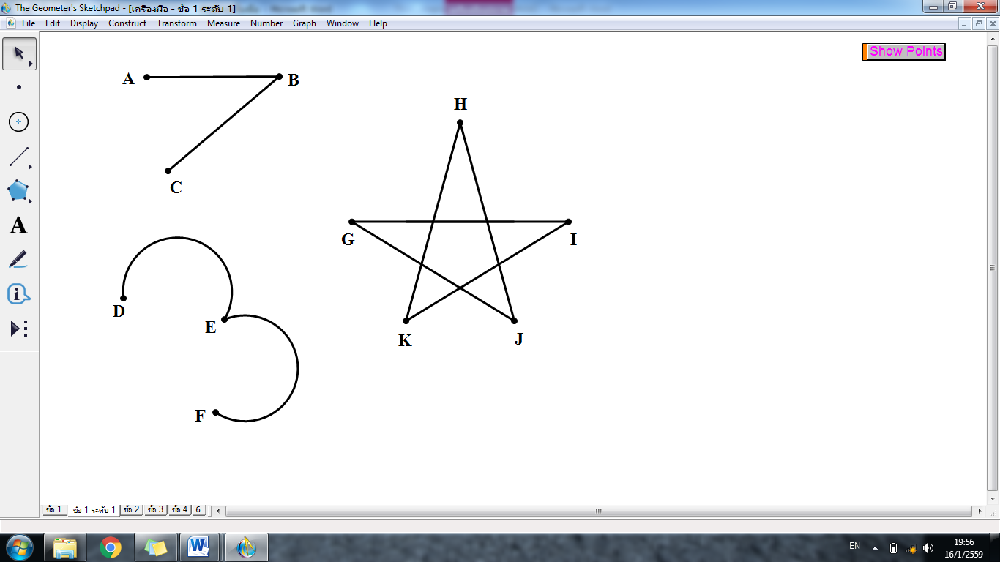 The Geometer's Sketchpad - [เครื่องมือ - ข้อ 1 ระดับ 1]
File Edit Display Construct Transform Measure Number Graph Window Help
Show Points
A
B
C
H
G
I
K
J
D
E
F
A
i
ข้อ 1 ข้อ 1 ระดับ 1 ข้อ 2 ข้อ 3 ข้อ 4 6
W
EN
19:56
16/1/2559